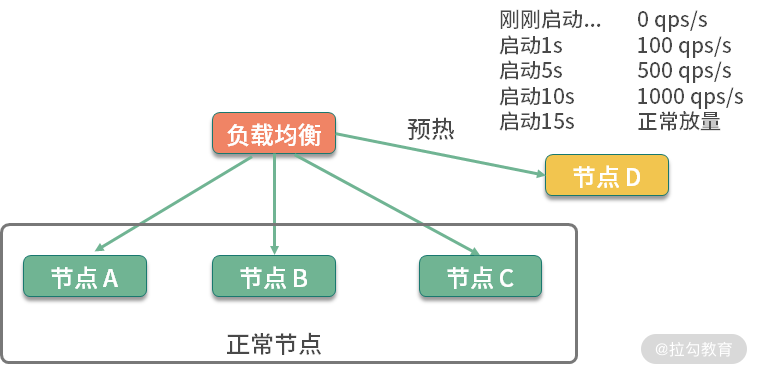 刚刚启动... 0 qps/s
启动1s 100 qps/s
启动5s 500 qps/s
启动10s 1000 qps/s
启动15s 正常放量
负载均衡
预热
节点 D
节点 A
节点 B
节点 C
正常节点
@拉勾教育